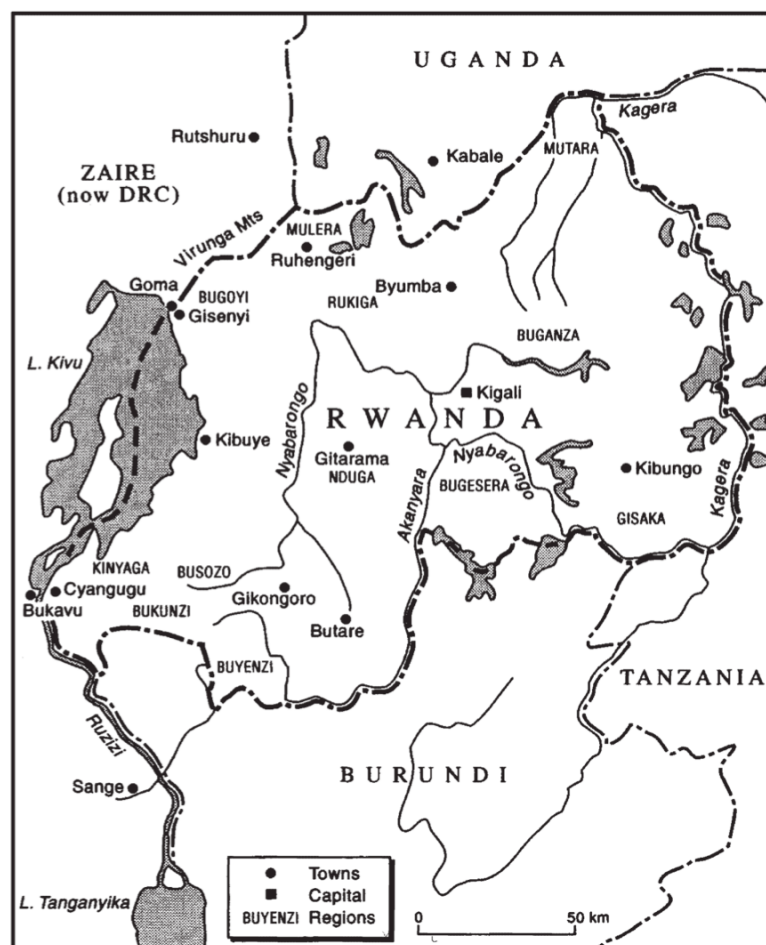 UGANDA
Kagera
Rutshuru
Kabale
MUTARA
ZAIRE
(now DRC)
Virunga Mts
MULERA
Ruhengeri
Goma
BUGOYI
Gisenyi
Byumba
RUKIGA
BUGANZA
L. Kivu
Kigali
RWANDA
Nyabarongo
Kibuye
Gitarama
NDUGA
Nyabarongo
Akanyara
BUGESERA
Kibungo
Kagera
GISAKA
KINYAGA
BUSOZO
Cyangugu
Bukavu
BUKUNZI
Gikongoro
Butare
BUYENZI
TANZANIA
Ruzizi
BURUNDI
Sange
L. Tanganyika
Towns
Capital
BUYENZI Regions
0 50 km